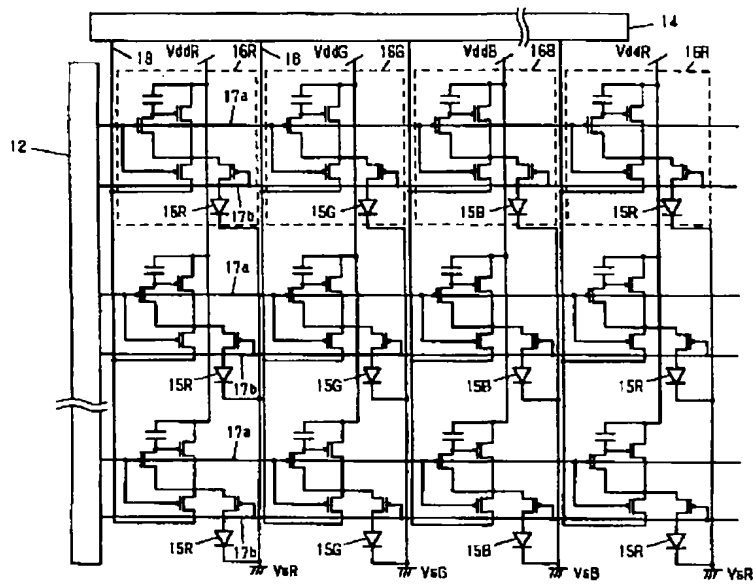 14
18 VddR 16R 18 VddG 16G VddB 16B VddR 16R
12
17a
17b
16R 15G 15B 15R
17a
15R 17b 15G 15B 15R
17a
15R 17b 15G 15B 15R
VsR VsG VsB VsR